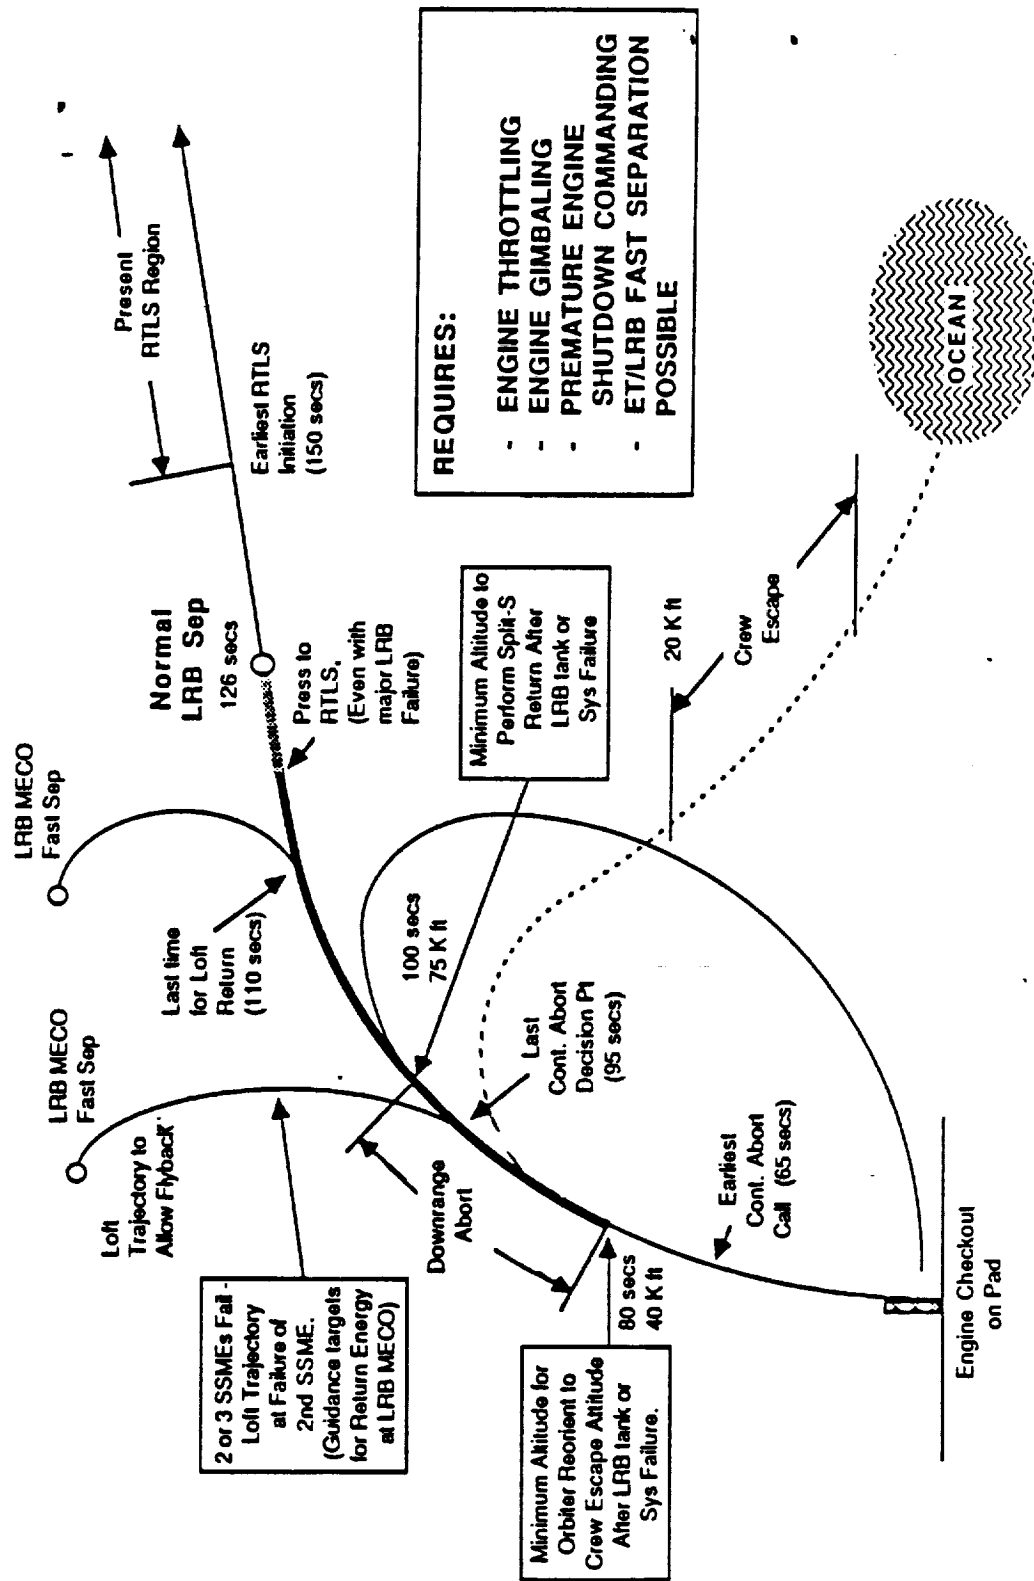 LRB MECO
Fast Sep
LRB MECO
Fast Sep
Loft
Trajectory to
Allow Flyback
Last time
for Loft
Return
(110 secs)
Normal
LRB Sep
126 secs
Present
RTLS Region
Earliest RTLS
Initiation
(150 secs)
Press to
RTLS.
(Even with
major LRB
Failure)
2 or 3 SSMEs Fail -
Loft Trajectory
at Failure of
2nd SSME.
(Guidance targets
for Return Energy
at LRB MECO)
Downrange
Abort
100 secs
75 K ft
Minimum Altitude to
Perform Split-S
Return After
LRB tank or
Sys Failure
REQUIRES:
- ENGINE THROTTLING
- ENGINE GIMBALING
- PREMATURE ENGINE
SHUTDOWN COMMANDING
- ET/LRB FAST SEPARATION
POSSIBLE
Last
Cont. Abort
Decision Pt
(95 secs)
80 secs
40 K ft
Minimum Altitude for
Orbiter Reorient to
Crew Escape Attitude
After LRB tank or
Sys Failure.
Earliest
Cont. Abort
Call (65 secs)
20 K ft
Crew
Escape
OCEAN
Engine Checkout
on Pad